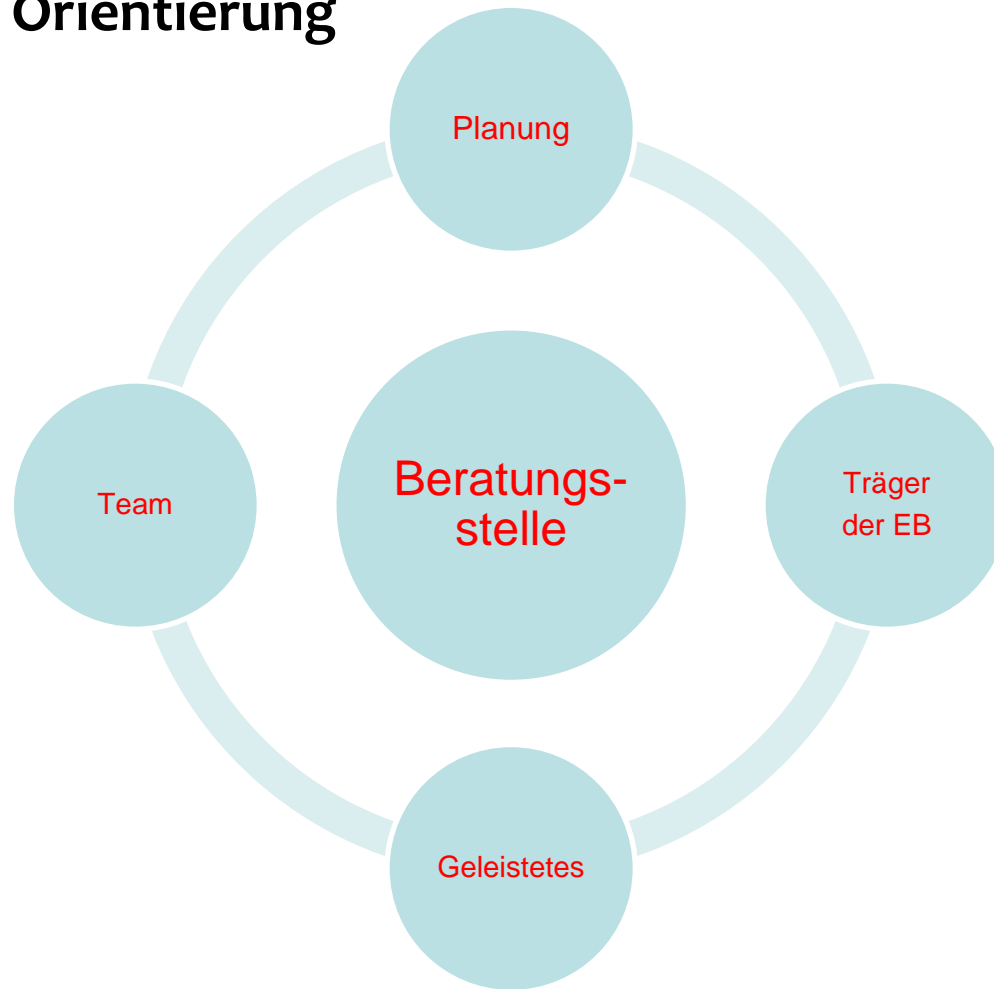 Orientierung
Planung
Team
Beratungs-
stelle
Träger
der EB
Geleistetes